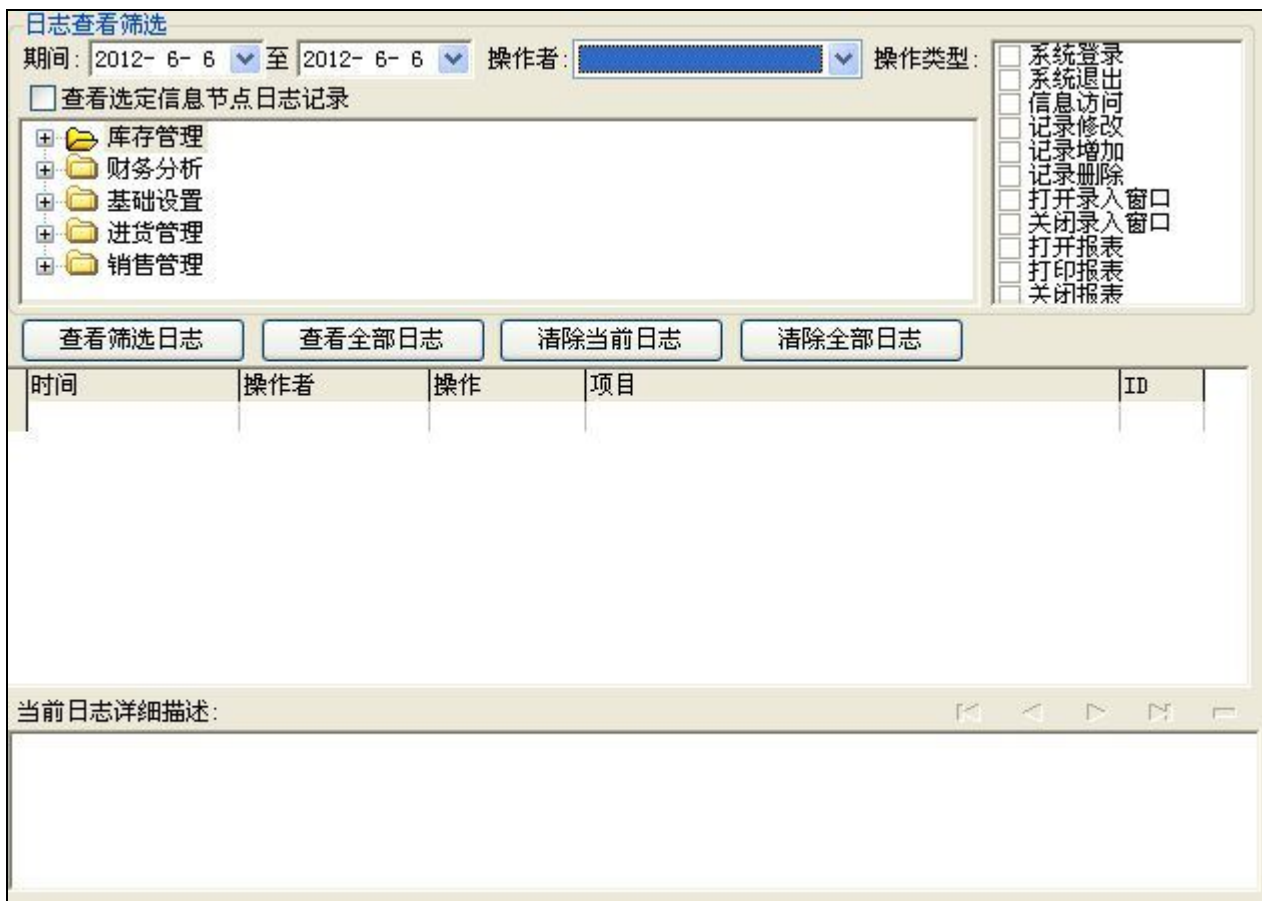 日志查看筛选
期间: 2012- 6- 6 至 2012- 6- 6 操作者: 操作类型:
系统登录
系统退出
信息访问
记录修改
记录增加
记录删除
打开录入窗口
关闭录入窗口
打开报表
打印报表
关闭报表
查看选定信息节点日志记录
库存管理
财务分析
基础设置
进货管理
销售管理
查看筛选日志 查看全部日志 清除当前日志 清除全部日志
时间 操作者 操作 项目 ID
当前日志详细描述: